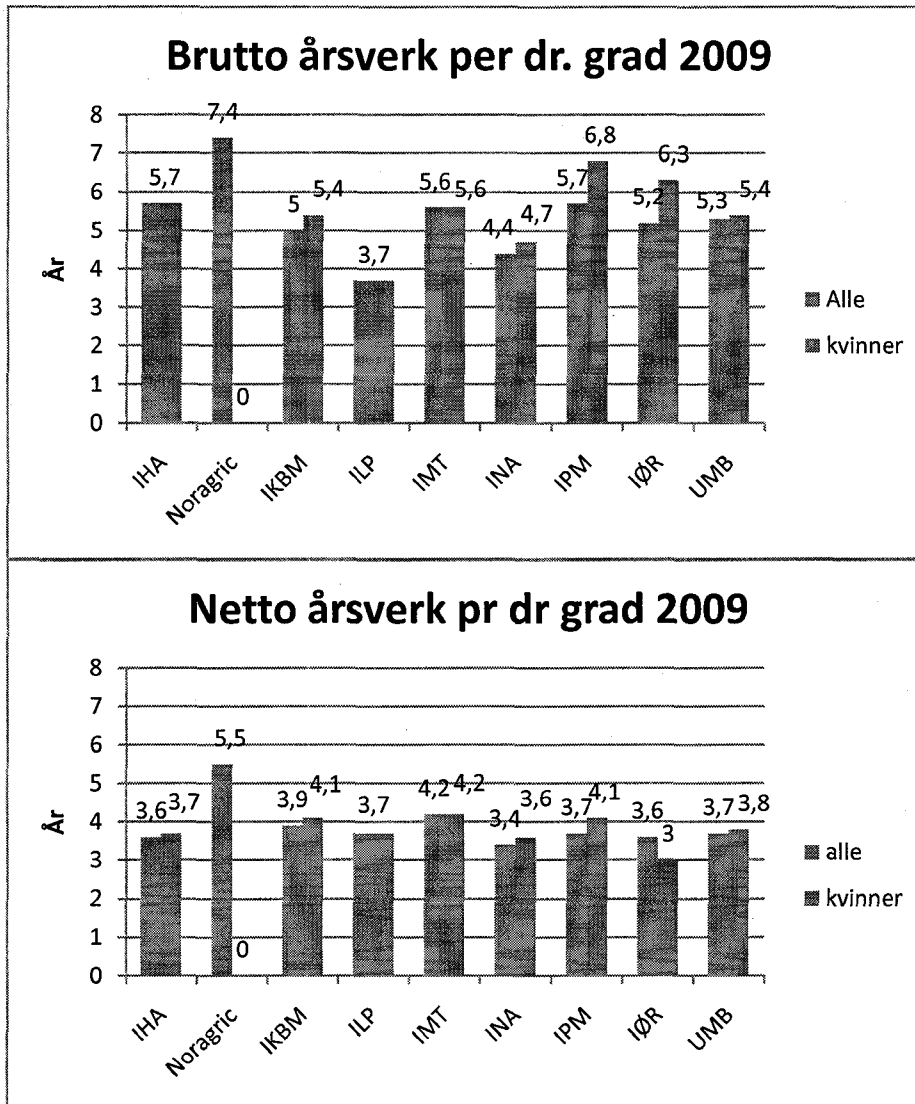 Brutto årsverk per dr. grad 2009
År
8
7
6
5
4
3
2
1
0
5,7
7,4
0
5
5,4
3,7
5,6
5,6
4,4
4,7
5,7
6,8
5,2
6,3
5,3
5,4
IHA
Noragric
IKBM
ILP
IMT
INA
IPM
IØR
UMB
Alle
kvinner
Netto årsverk pr dr grad 2009
År
8
7
6
5
4
3
2
1
0
3,6
3,7
5,5
0
3,9
4,1
3,7
4,2
4,2
3,4
3,6
3,7
4,1
3,6
3
3,7
3,8
IHA
Noragric
IKBM
ILP
IMT
INA
IPM
IØR
UMB
alle
kvinner